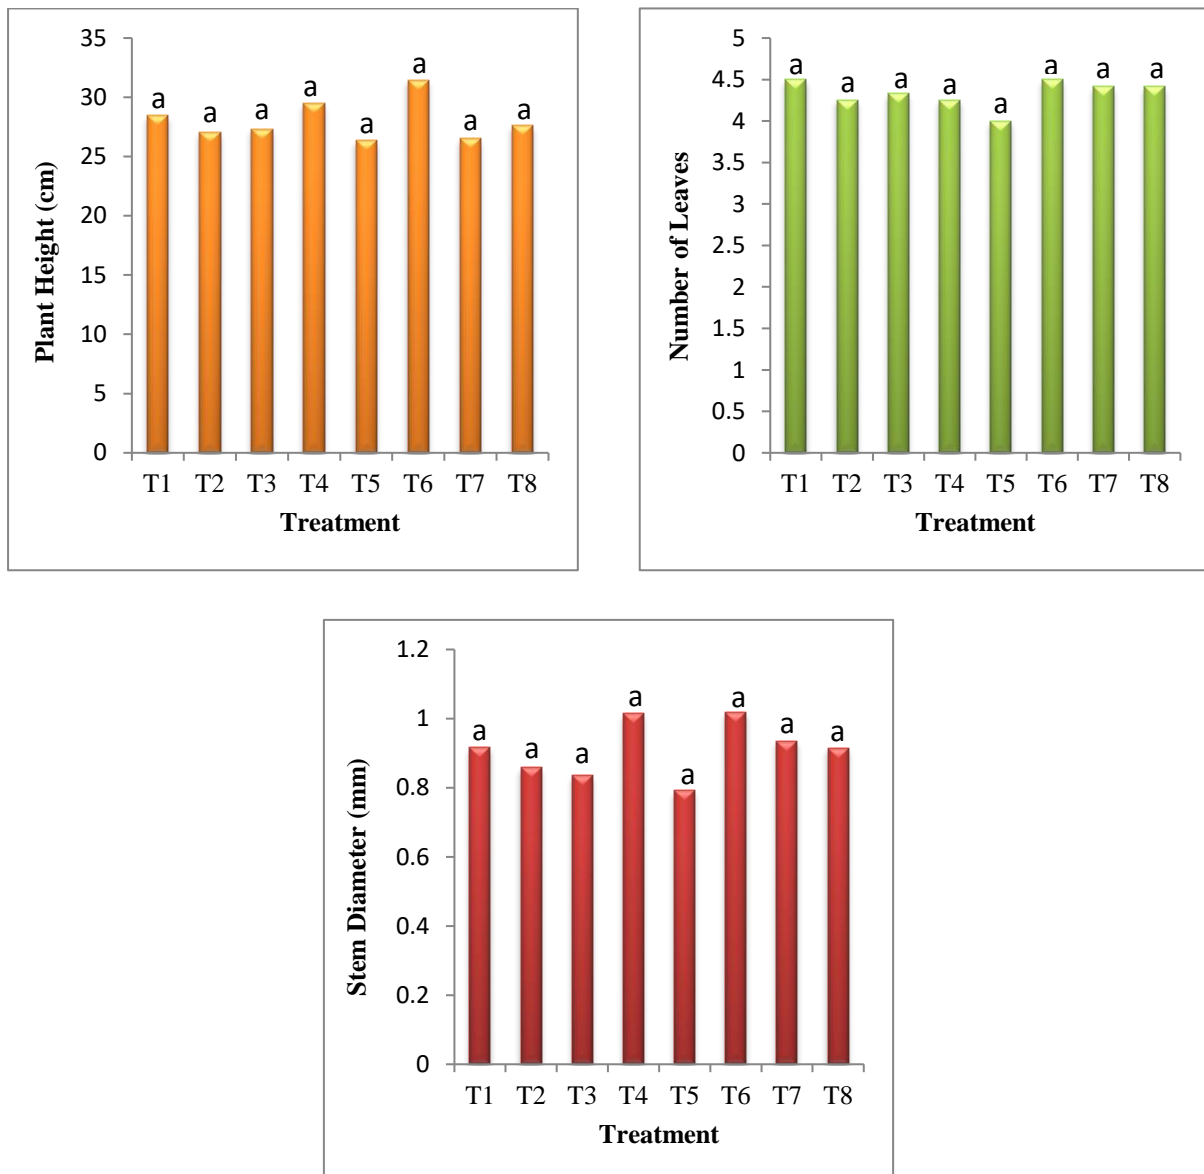 35
30
25
20
15
10
5
0
Plant Height (cm)
a a a a a a a a
T1 T2 T3 T4 T5 T6 T7 T8
Treatment
5
4.5
4
3.5
3
2.5
2
1.5
1
0.5
0
Number of Leaves
a a a a a a a a
T1 T2 T3 T4 T5 T6 T7 T8
Treatment
1.2
1
0.8
0.6
0.4
0.2
0
Stem Diameter (mm)
a a a a a a a a
T1 T2 T3 T4 T5 T6 T7 T8
Treatment